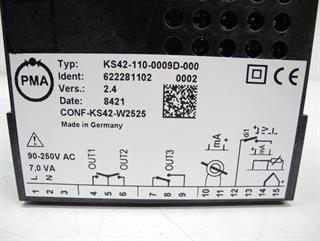 PMA
Typ: KS42-110-0009D-000
Ident: 622281102 0002
Vers.: 2.4
Date: 8421
CONF-KS42-W2525
Made in Germany
CE
90-250V AC
7,0 VA
OUT1
OUT2
OUT3
mA
di1
mA
L N
1 2 3 4 5 6 7 8 9 10 11 12 13 14 15